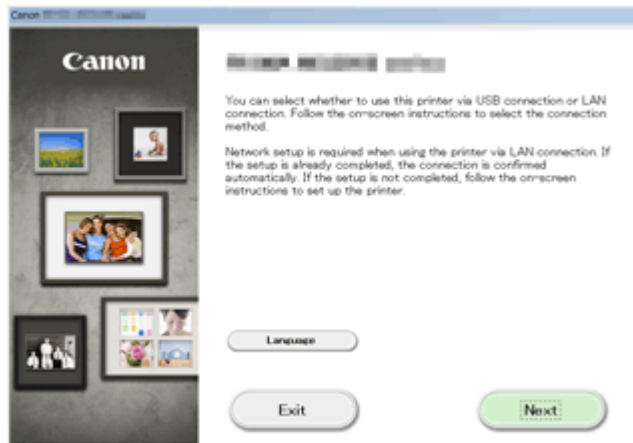 Canon
Canon
You can select whether to use this printer via USB connection or LAN
connection. Follow the on-screen instructions to select the connection
method.
Network setup is required when using the printer via LAN connection. If
the setup is already completed, the connection is confirmed
automatically. If the setup is not completed, follow the on-screen
instructions to set up the printer.
Language
Exit
Next